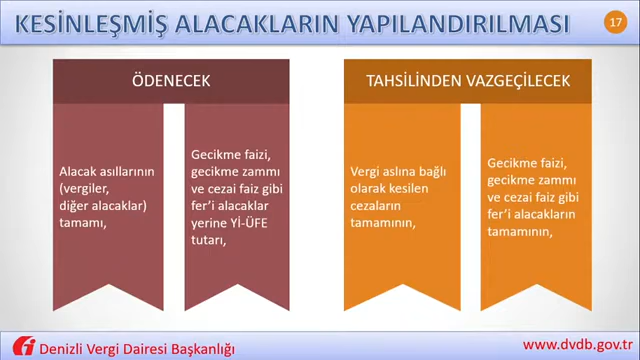 KESİNLEŞMİŞ ALACAKLARIN YAPILANDIRILMASI
17
ÖDENECEK
Alacak asıllarının
(vergiler,
diğer alacaklar)
tamamı,
Gecikme faizi,
gecikme zammı
ve cezai faiz gibi
fer'i alacaklar
yerine Yİ-ÜFE
tutarı,
TAHSİLİNDEN VAZGEÇİLECEK
Vergi aslına bağlı
olarak kesilen
cezaların
tamamının,
Gecikme faizi,
gecikme zammı
ve cezai faiz gibi
fer'i alacakların
tamamının,
Denizli Vergi Dairesi Başkanlığı
www.dvdb.gov.tr